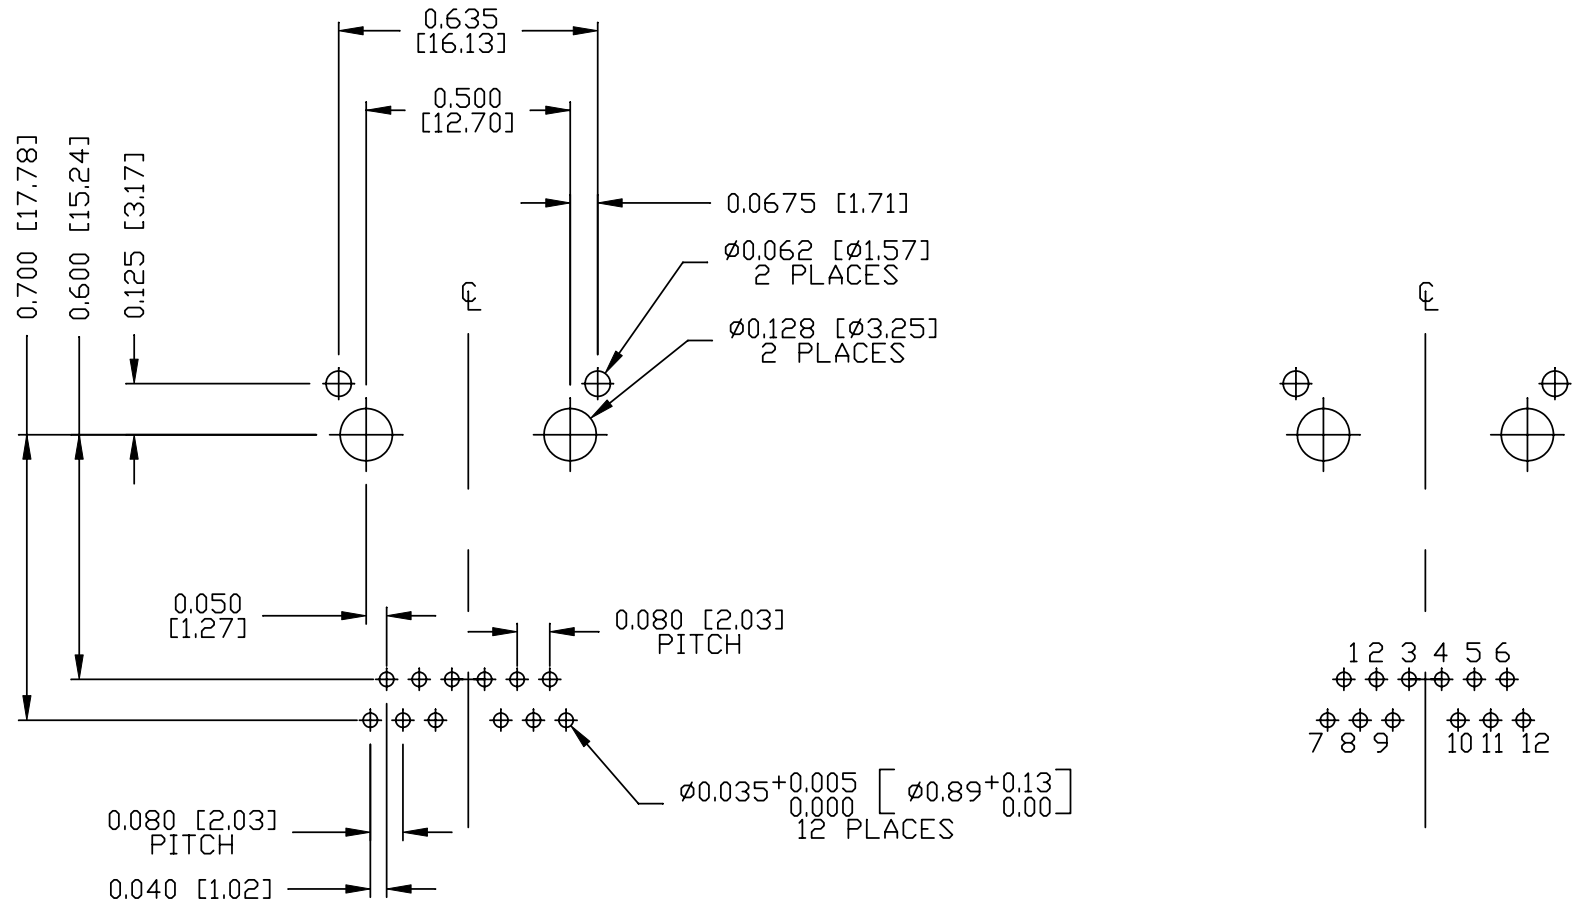 0.635
[16.13]
0.500
[12.70]
0.700 [17.78]
0.600 [15.24]
0.125 [3.17]
0.0675 [1.71]
Ø0.062 [Ø1.57]
2 PLACES
℄
Ø0.128 [Ø3.25]
2 PLACES
0.050
[1.27]
0.080 [2.03]
PITCH
Ø0.035 +0.005 [Ø0.89 +0.13]
0.000 0.00
12 PLACES
0.080 [2.03]
PITCH
0.040 [1.02]
℄
1 2 3 4 5 6
7 8 9 10 11 12